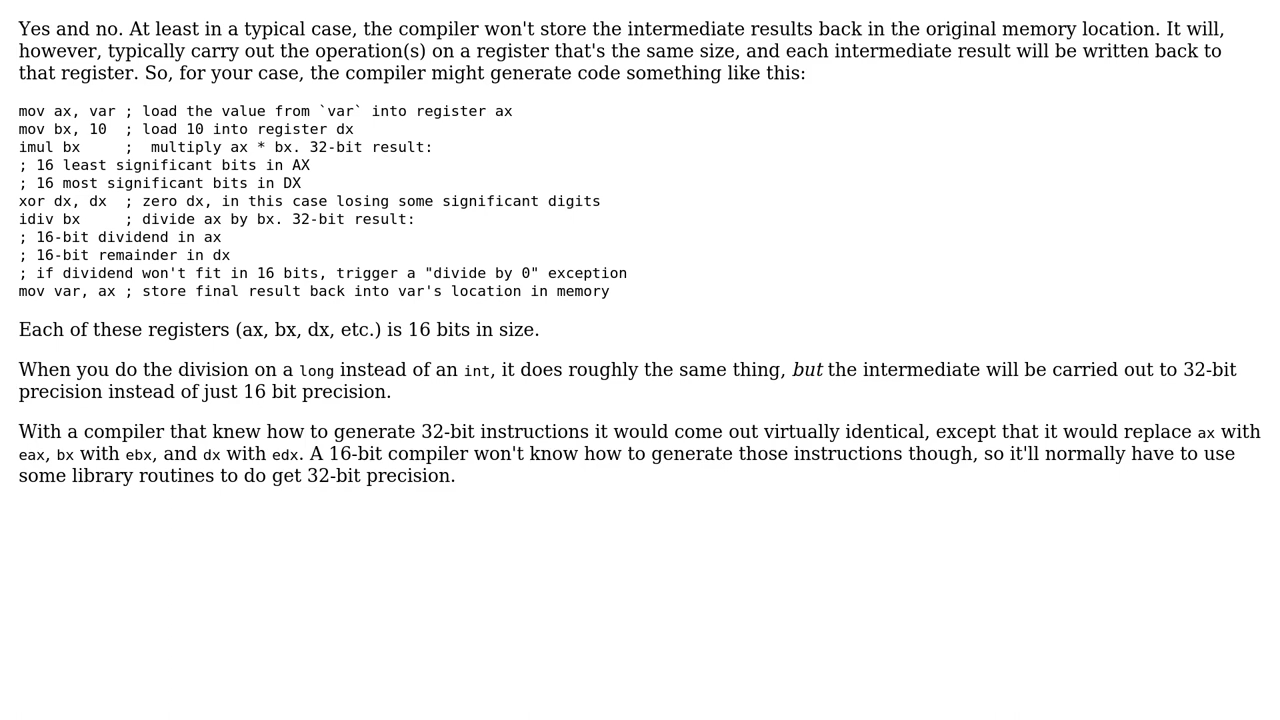 Yes and no. At least in a typical case, the compiler won't store the intermediate results back in the original memory location. It will,
however, typically carry out the operation(s) on a register that's the same size, and each intermediate result will be written back to
that register. So, for your case, the compiler might generate code something like this:
mov ax, var ; load the value from `var` into register ax
mov bx, 10  ; load 10 into register dx
imul bx     ;  multiply ax * bx. 32-bit result:
; 16 least significant bits in AX
; 16 most significant bits in DX
xor dx, dx  ; zero dx, in this case losing some significant digits
idiv bx     ; divide ax by bx. 32-bit result:
; 16-bit dividend in ax
; 16-bit remainder in dx
; if dividend won't fit in 16 bits, trigger a "divide by 0" exception
mov var, ax ; store final result back into var's location in memory
Each of these registers (ax, bx, dx, etc.) is 16 bits in size.
When you do the division on a long instead of an int, it does roughly the same thing, but the intermediate will be carried out to 32-bit
precision instead of just 16 bit precision.
With a compiler that knew how to generate 32-bit instructions it would come out virtually identical, except that it would replace ax with
eax, bx with ebx, and dx with edx. A 16-bit compiler won't know how to generate those instructions though, so it'll normally have to use
some library routines to do get 32-bit precision.